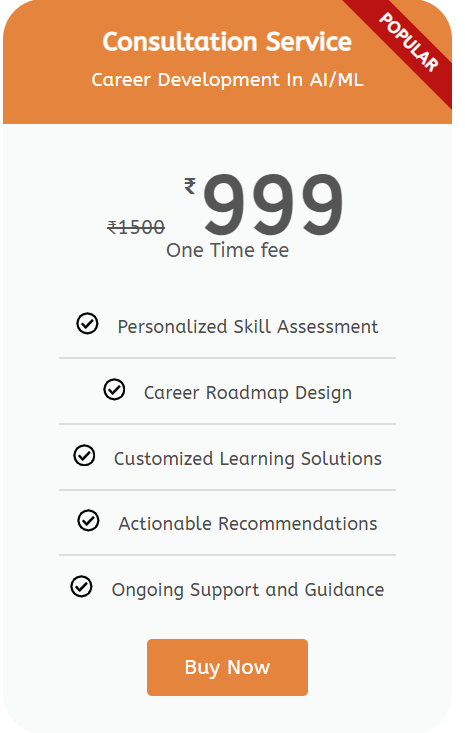 Consultation Service
POPULAR
Career Development In AI/ML
₹1500 ₹999
One Time fee
Personalized Skill Assessment
Career Roadmap Design
Customized Learning Solutions
Actionable Recommendations
Ongoing Support and Guidance
Buy Now